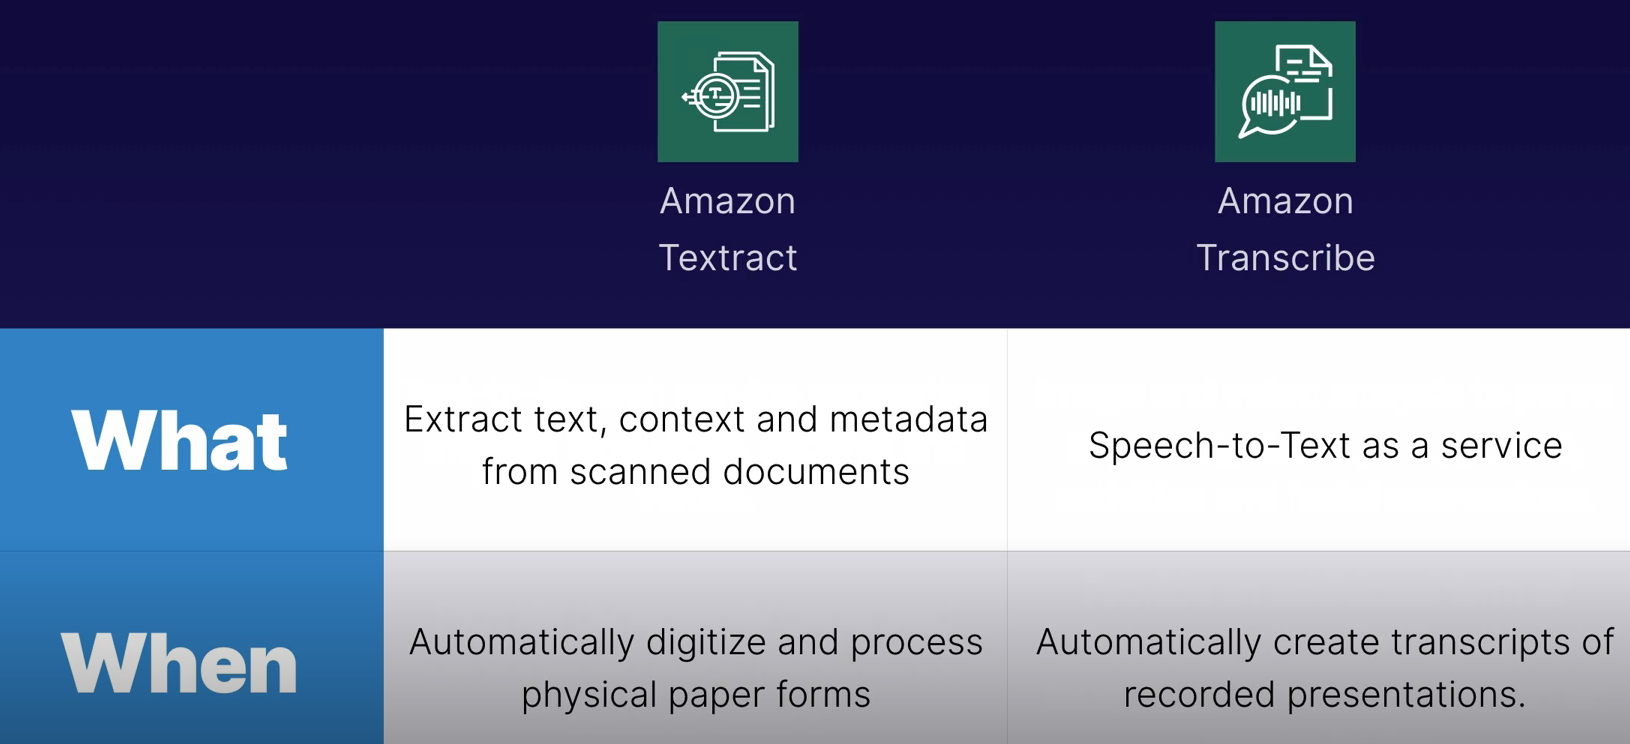 Amazon
Textract
Amazon
Transcribe
What
Extract text, context and metadata
from scanned documents
Speech-to-Text as a service
When
Automatically digitize and process
physical paper forms
Automatically create transcripts of
recorded presentations.